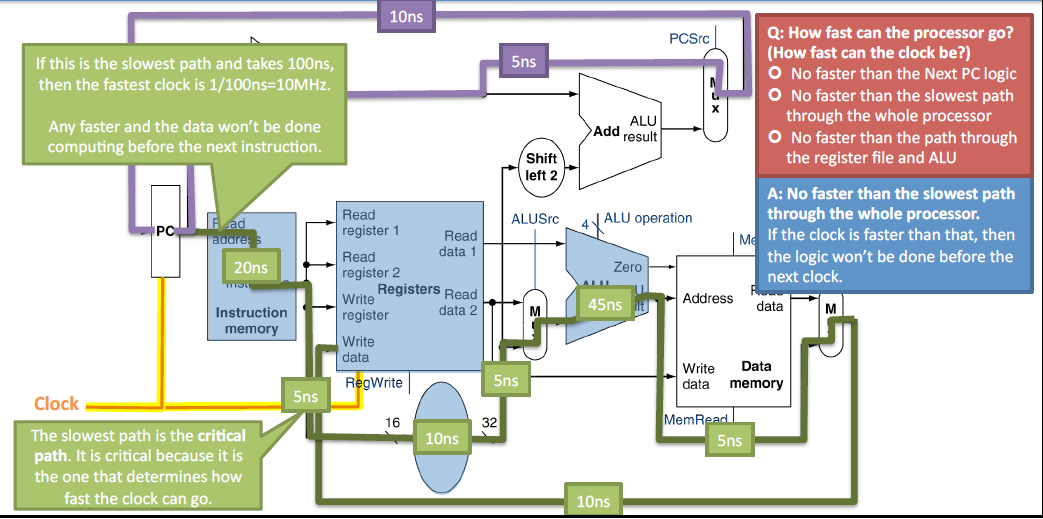 10ns
PCSrc
Q: How fast can the processor go?
(How fast can the clock be?)
No faster than the Next PC logic
No faster than the slowest path
through the whole processor
No faster than the path through
the register file and ALU
If this is the slowest path and takes 100ns,
then the fastest clock is 1/100ns=10MHz.
Any faster and the data won't be done
computing before the next instruction.
5ns
M
u
x
Add
ALU
result
Shift
left 2
A: No faster than the slowest path
through the whole processor.
If the clock is faster than that, then
the logic won't be done before the
next clock.
PC
Read
address
20ns
Instruction
memory
Read
register 1
Read
register 2
Write
register
Write
data
Registers
Read
data 1
Read
data 2
ALUSrc
4
ALU operation
M
Zero
45ns
Address
Write
data
Data
memory
data
M
RegWrite
MemRead
Clock
5ns
5ns
16
10ns
32
5ns
The slowest path is the critical
path. It is critical because it is
the one that determines how
fast the clock can go.
10ns